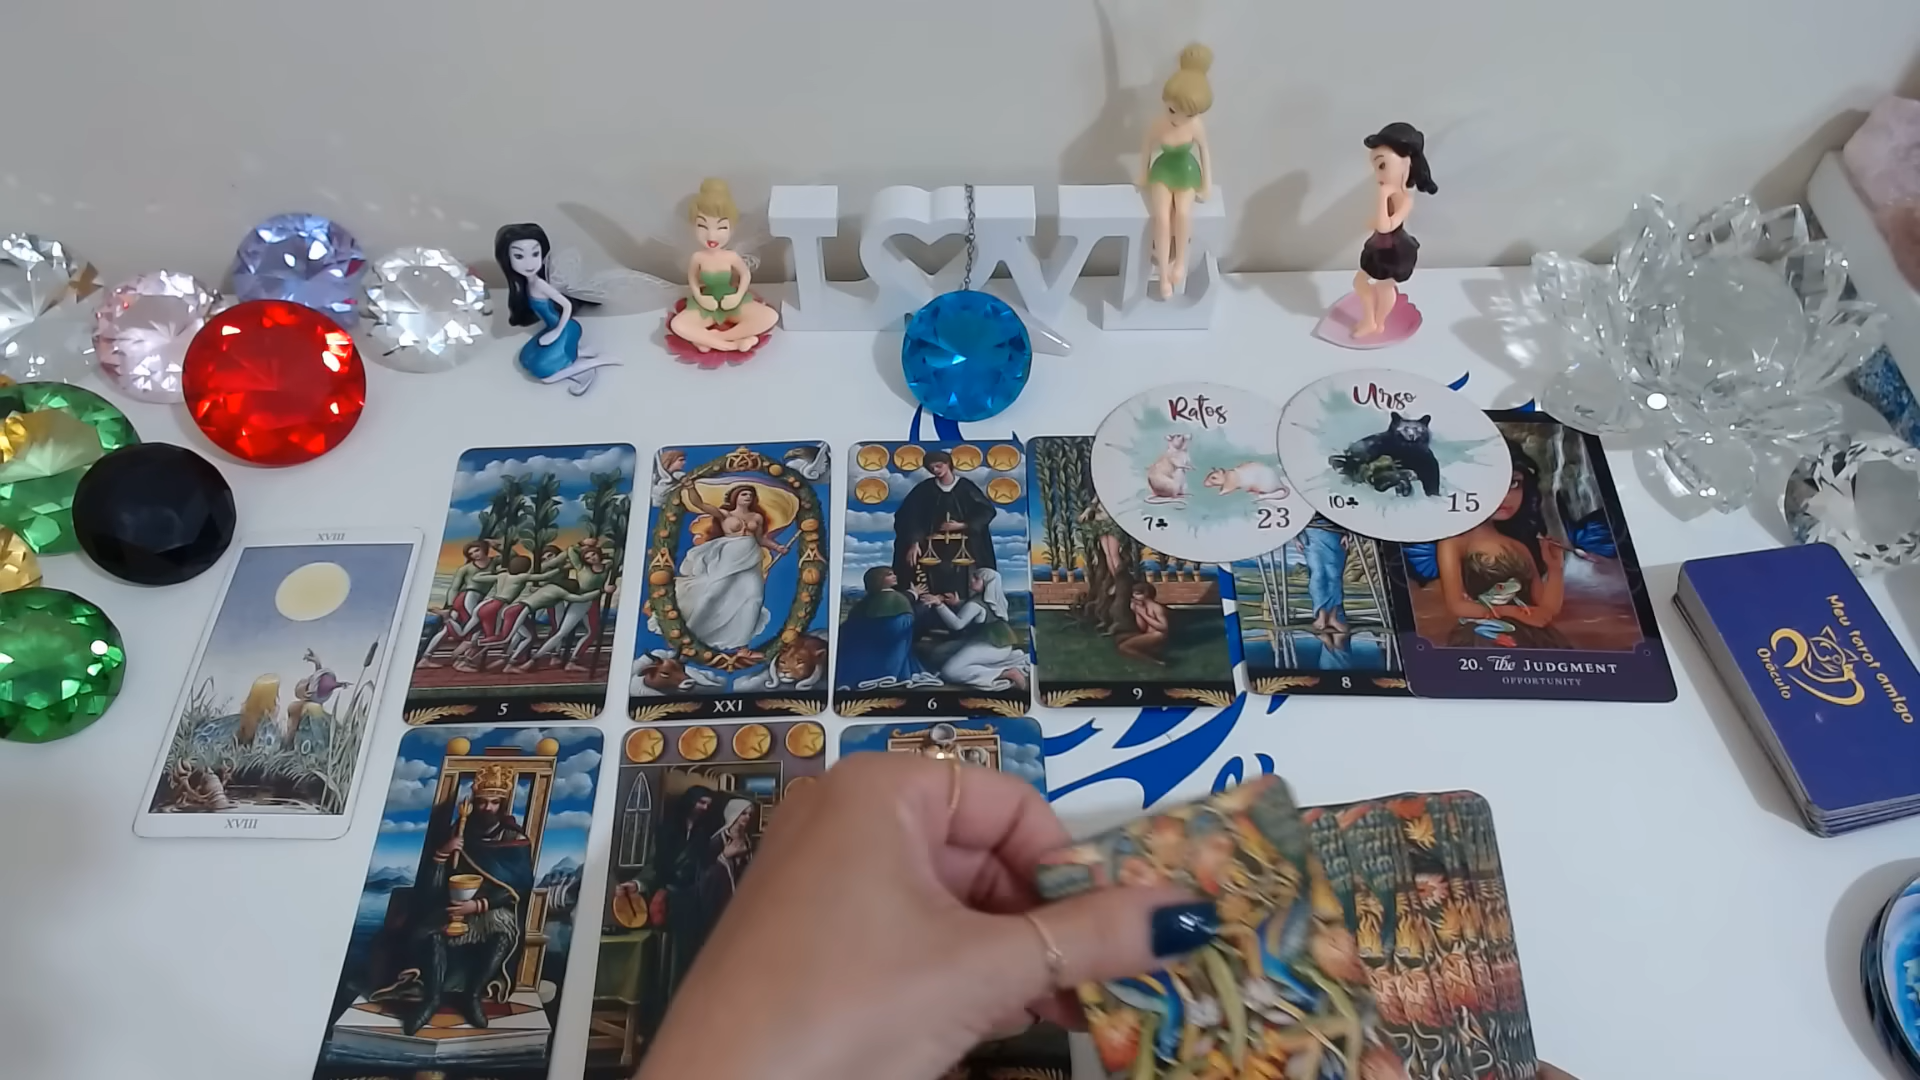 LOVE
Ratos
7♣ 23
Urso
10♣ 15
XVIII
XVIII
5
XXI
6
9
8
20. The JUDGMENT
OPPORTUNITY
Meu tarot amigo
Oráculo